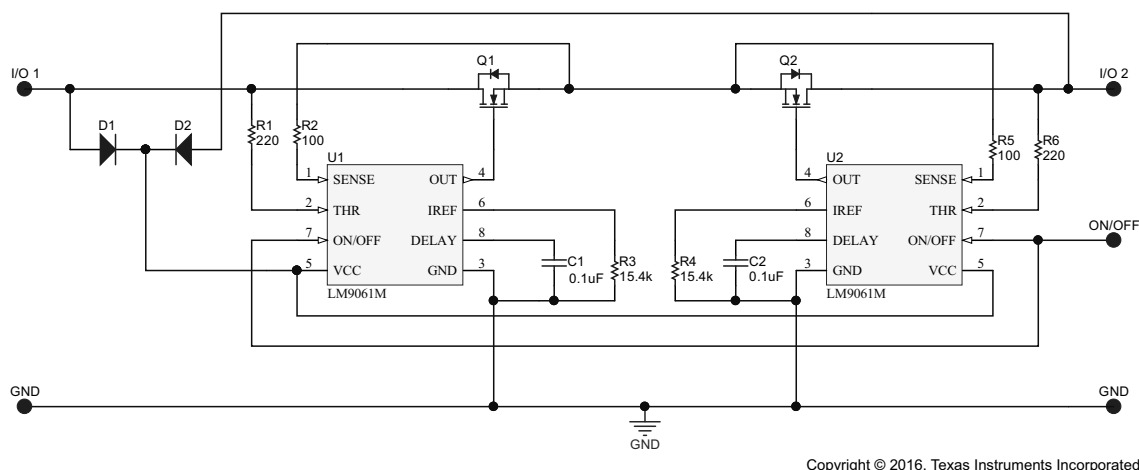 I/O 1
Q1
Q2
I/O 2
D1
D2
R1
220
R2
100
R5
100
R6
220
U1
1
SENSE
OUT
4
2
THR
IREF
6
7
ON/OFF
DELAY
8
5
VCC
GND
3
LM9061M
C1
0.1uF
R3
15.4k
U2
4
OUT
SENSE
1
6
IREF
THR
2
8
DELAY
ON/OFF
7
3
GND
VCC
5
LM9061M
R4
15.4k
C2
0.1uF
ON/OFF
GND
GND
GND
Copyright © 2016, Texas Instruments Incorporated